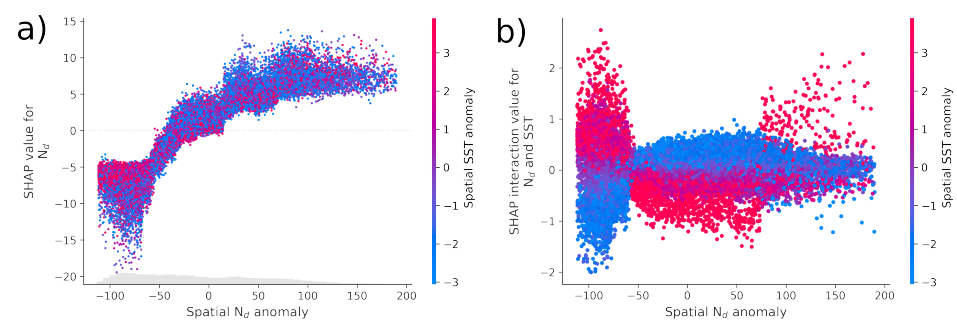 a)
SHAP value for
N_d
15
10
5
0
−5
−10
−15
−20
−100 −50 0 50 100 150 200
Spatial N_d anomaly
3
2
1
0
−1
−2
−3
Spatial SST anomaly
b)
SHAP interaction value for
N_d and SST
2
1
0
−1
−2
−100 −50 0 50 100 150 200
Spatial N_d anomaly
3
2
1
0
−1
−2
−3
Spatial SST anomaly